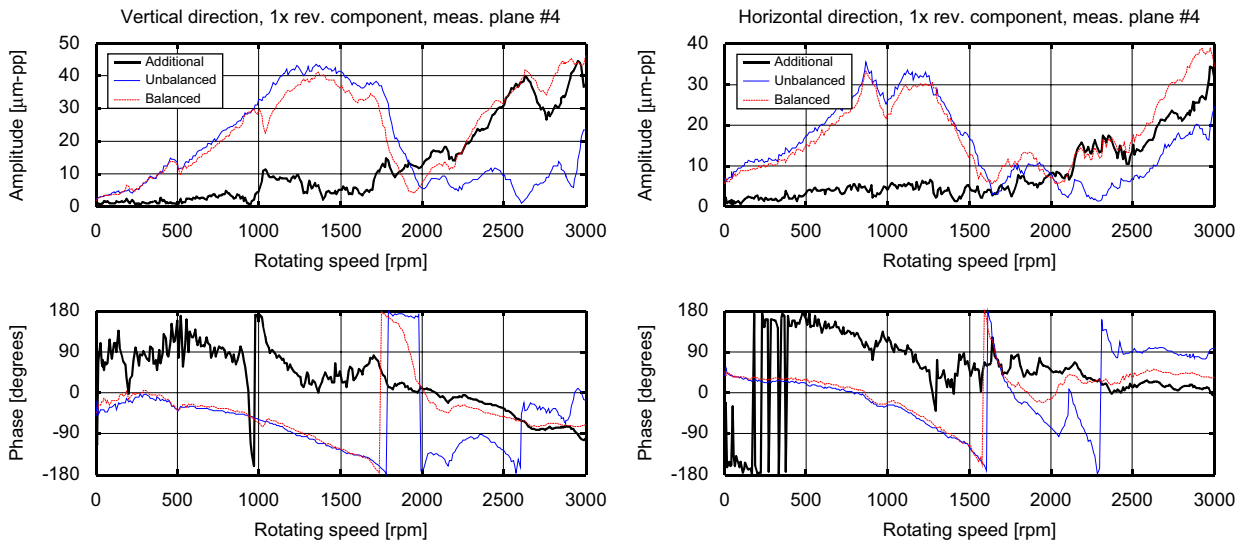 Vertical direction, 1x rev. component, meas. plane #4
Amplitude [µm-pp]
50
40
30
20
10
0
Additional
Unbalanced
Balanced
0 500 1000 1500 2000 2500 3000
Rotating speed [rpm]
Horizontal direction, 1x rev. component, meas. plane #4
Amplitude [µm-pp]
40
30
20
10
0
Additional
Unbalanced
Balanced
0 500 1000 1500 2000 2500 3000
Rotating speed [rpm]
Phase [degrees]
180
90
0
-90
-180
0 500 1000 1500 2000 2500 3000
Rotating speed [rpm]
Phase [degrees]
180
90
0
-90
-180
0 500 1000 1500 2000 2500 3000
Rotating speed [rpm]